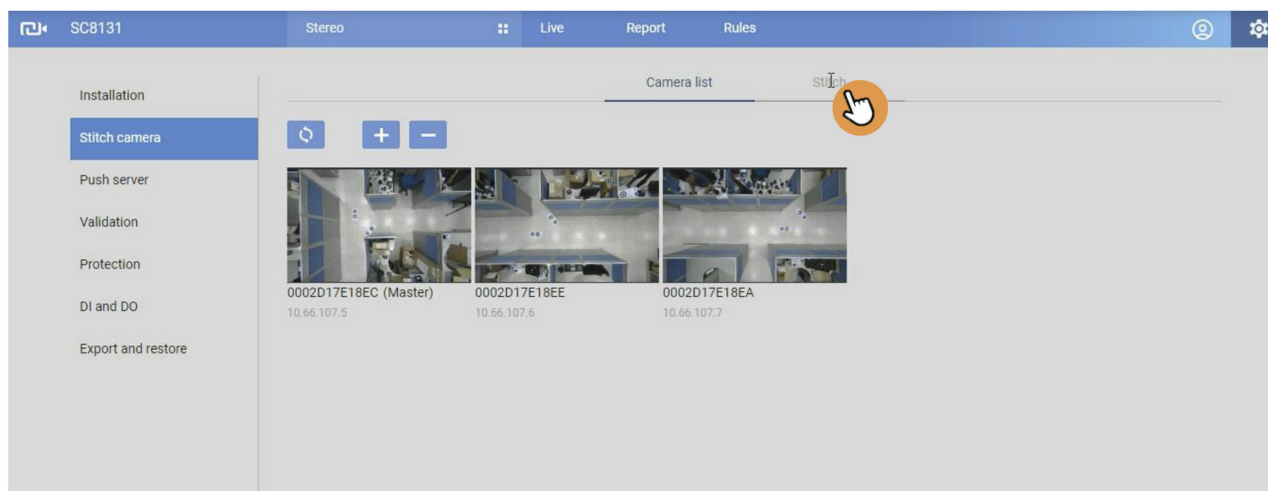 SC8131 Stereo Live Report Rules
Camera list Stitch
Installation
Stitch camera
Push server
Validation
Protection
DI and DO
Export and restore
0002D17E18EC (Master) 0002D17E18EE 0002D17E18EA
10.66.107.5 10.66.107.6 10.66.107.7